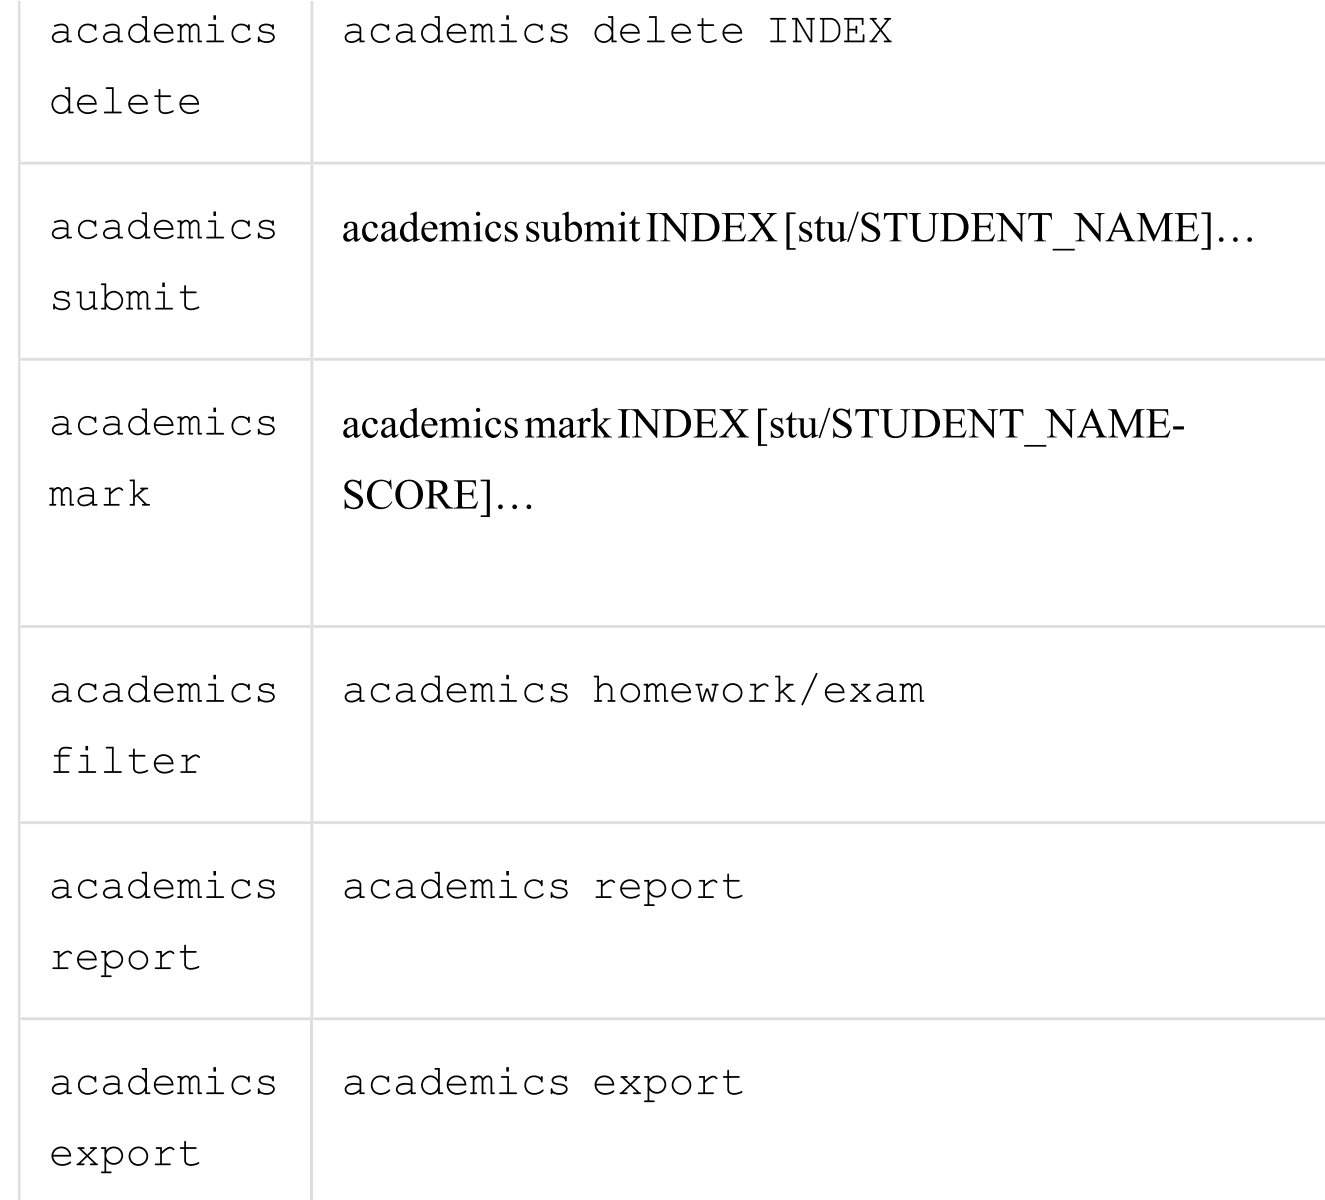 academics academics delete INDEX
delete
academics academics submit INDEX [stu/STUDENT_NAME]…
submit
academics academics mark INDEX [stu/STUDENT_NAME-
mark SCORE]…
academics academics homework/exam
filter
academics academics report
report
academics academics export
export